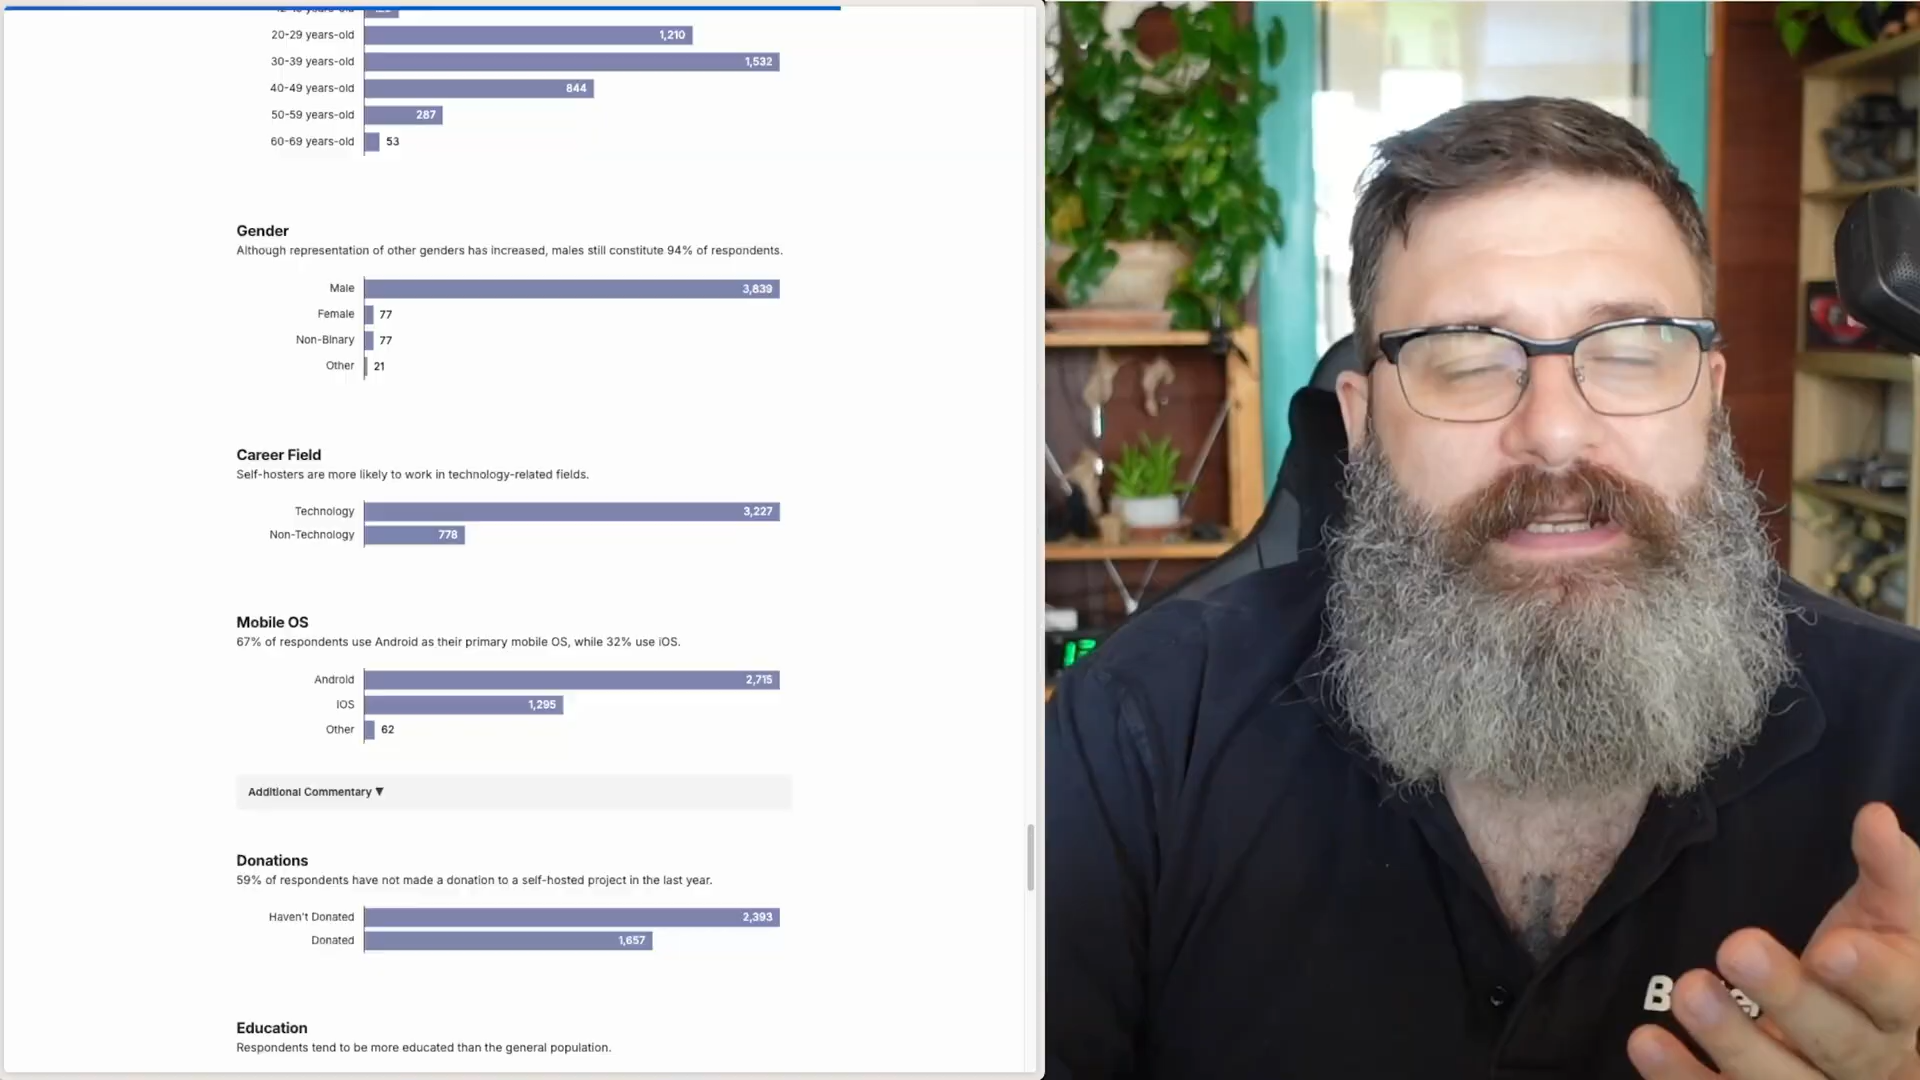 20-29 years-old 1,210
30-39 years-old 1,532
40-49 years-old 844
50-59 years-old 287
60-69 years-old 53
Gender
Although representation of other genders has increased, males still constitute 94% of respondents.
Male 3,839
Female 77
Non-Binary 77
Other 21
Career Field
Self-hosters are more likely to work in technology-related fields.
Technology 3,227
Non-Technology 778
Mobile OS
67% of respondents use Android as their primary mobile OS, while 32% use iOS.
Android 2,715
IOS 1,295
Other 62
Additional Commentary ▼
Donations
59% of respondents have not made a donation to a self-hosted project in the last year.
Haven't Donated 2,393
Donated 1,657
Education
Respondents tend to be more educated than the general population.